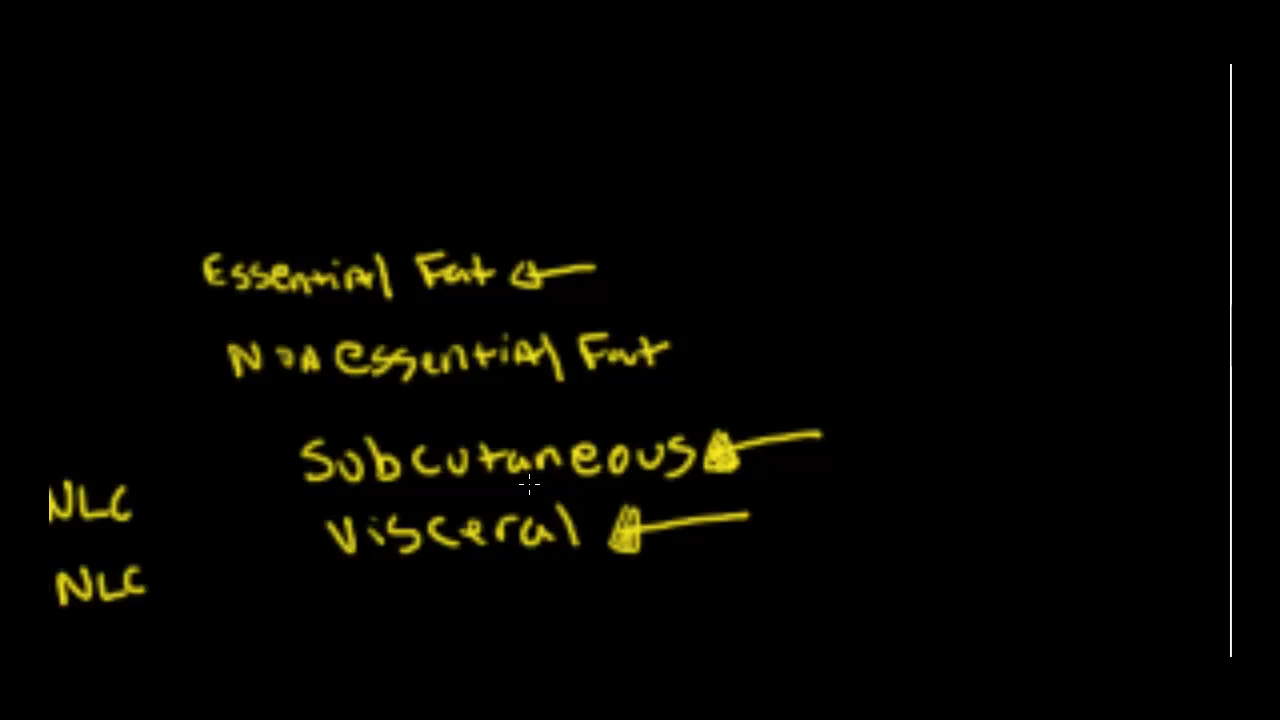 Essential Fat
Non essential Fat
Subcutaneous
NLC
Visceral
NLC